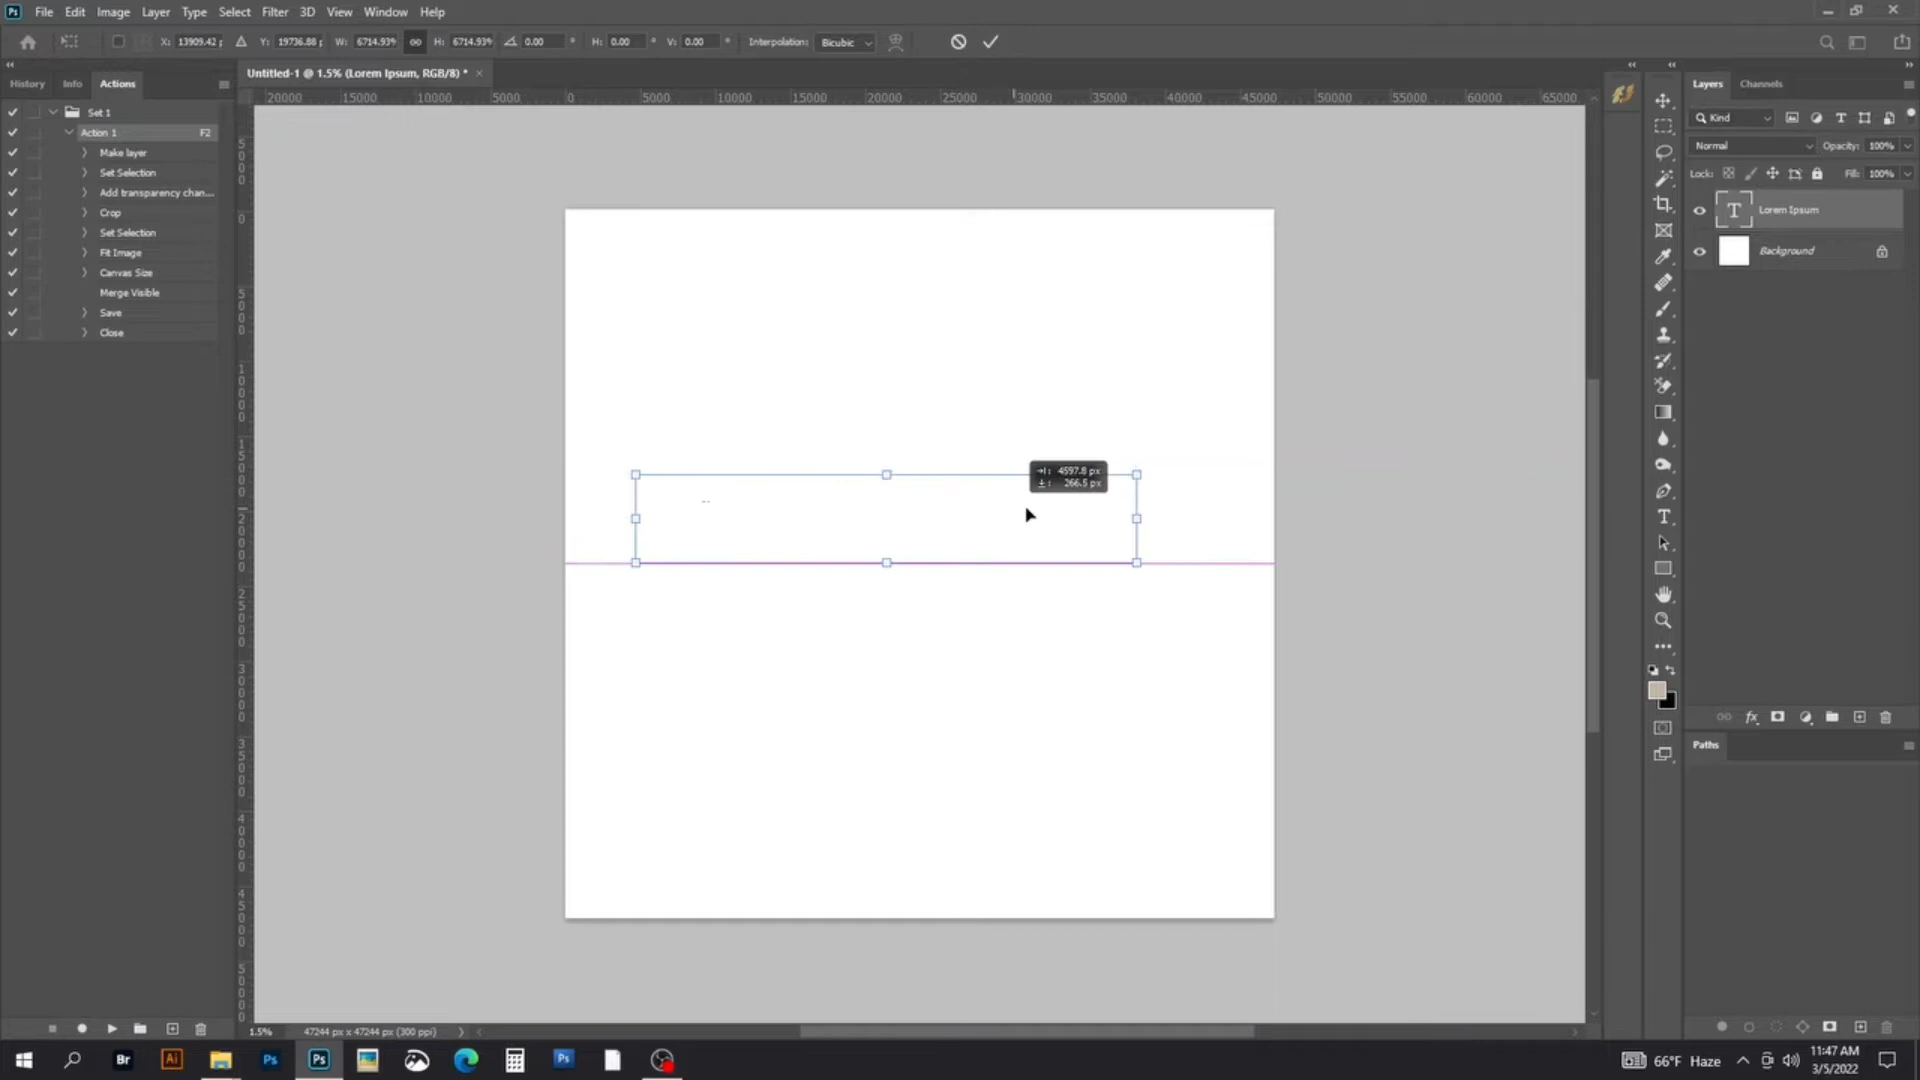 Ps File Edit Image Layer Type Select Filter 3D View Window Help
X: 13909.42 p Y: 19736.88 p W: 6714.93% H: 6714.93% 0.00 ° H: 0.00 ° V: 0.00 ° Interpolation: Bicubic
History Info Actions
Untitled-1 @ 1.5% (Lorem Ipsum, RGB/8) * ×
20000 15000 10000 5000 0 5000 10000 15000 20000 25000 30000 35000 40000 45000 50000 55000 60000 65000
Set 1
Action 1 F2
Make layer
Set Selection
Add transparency chan...
Crop
Set Selection
Fit Image
Canvas Size
Merge Visible
Save
Close
4597.8 px
266.5 px
Layers Channels
Kind
Normal Opacity: 100%
Lock: Fill: 100%
T Lorem Ipsum
Background
Paths
1.5% 47244 px x 47244 px (300 ppi)
Br Ai Ps Ps Ps
66°F Haze
11:47 AM
3/5/2022